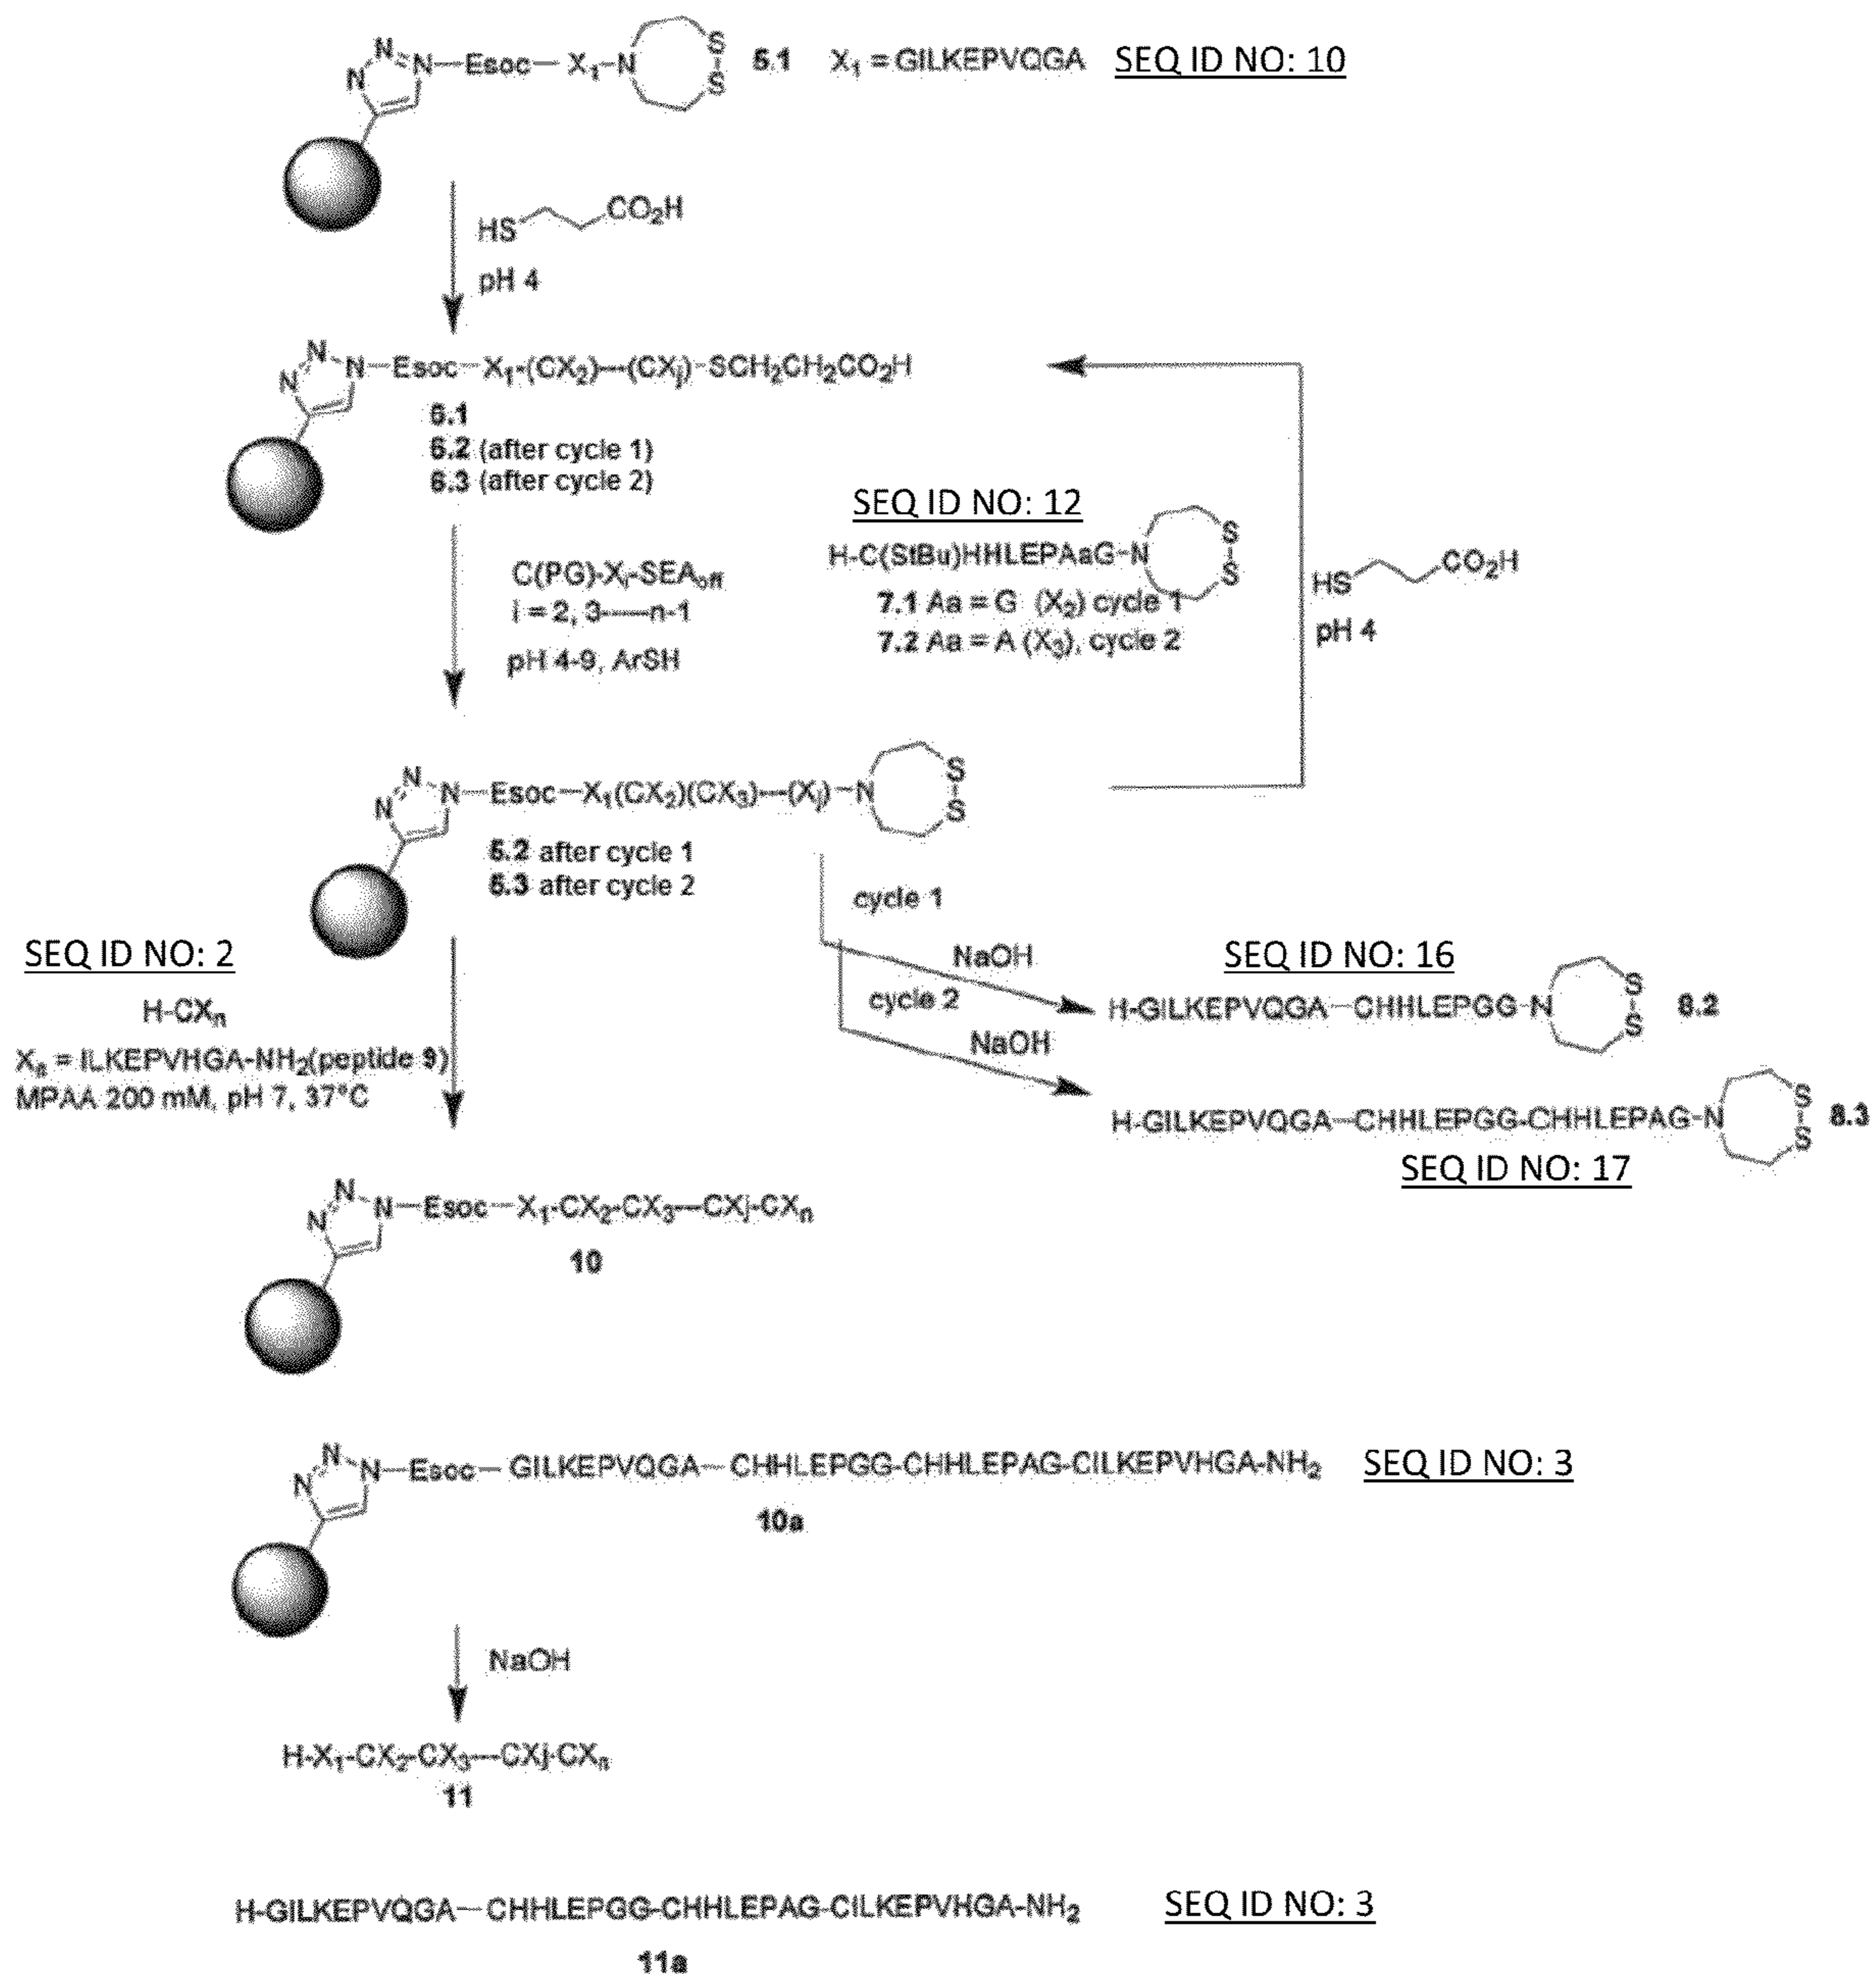 N N N—Esoc—X₁—N S S 5.1 X₁ = GILKEPVQGA SEQ ID NO: 10
HS CO₂H
pH 4
N N N—Esoc—X₁-(CX₂)---(CXⱼ)-SCH₂CH₂CO₂H
6.1
6.2 (after cycle 1)
6.3 (after cycle 2)
SEQ ID NO: 12
H-C(StBu)HHLEPAaG-N S S
7.1 Aa = G (X₂) cycle 1
7.2 Aa = A (X₃), cycle 2
C(PG)-Xᵢ-SEAoff
i = 2, 3-----n-1
pH 4-9, ArSH
HS CO₂H
pH 4
N N N—Esoc—X₁(CX₂)(CX₃)---(Xⱼ)—N S S
5.2 after cycle 1
5.3 after cycle 2
cycle 1
NaOH
cycle 2
NaOH
SEQ ID NO: 16
H-GILKEPVQGA—CHHLEPGG-N S S 8.2
H-GILKEPVQGA—CHHLEPGG-CHHLEPAG-N S S 8.3
SEQ ID NO: 17
SEQ ID NO: 2
H-CXₙ
Xₙ = ILKEPVHGA-NH₂(peptide 9)
MPAA 200 mM, pH 7, 37°C
N N N—Esoc—X₁-CX₂-CX₃---CXj-CXₙ
10
N N N—Esoc—GILKEPVQGA—CHHLEPGG-CHHLEPAG-CILKEPVHGA-NH₂ SEQ ID NO: 3
10a
NaOH
H-X₁-CX₂-CX₃---CXj-CXₙ
11
H-GILKEPVQGA—CHHLEPGG-CHHLEPAG-CILKEPVHGA-NH₂ SEQ ID NO: 3
11a